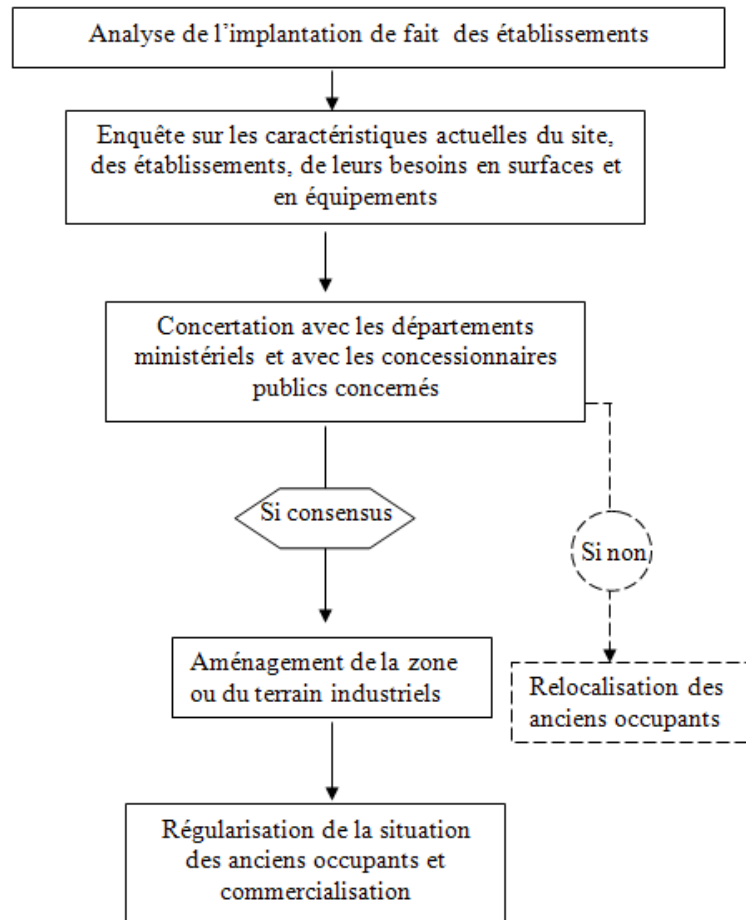 Analyse de l'implantation de fait des établissements
Enquête sur les caractéristiques actuelles du site,
des établissements, de leurs besoins en surfaces et
en équipements
Concertation avec les départements
ministériels et avec les concessionnaires
publics concernés
Si consensus
Si non
Aménagement de la zone
ou du terrain industriels
Relocalisation des
anciens occupants
Régularisation de la situation
des anciens occupants et
commercialisation